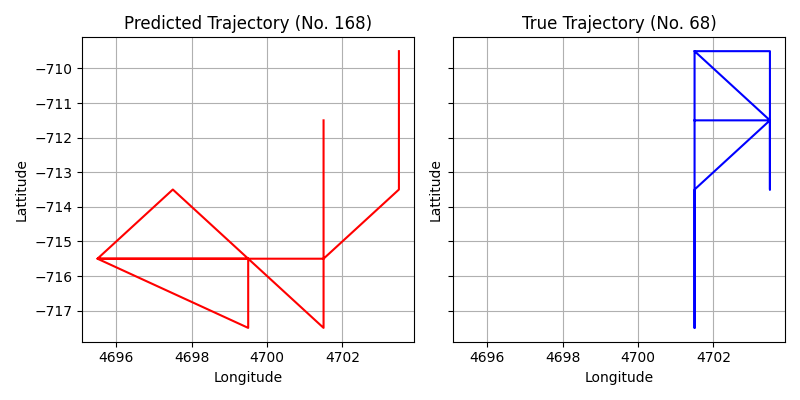 Predicted Trajectory (No. 168)
True Trajectory (No. 68)
Lattitude
−710
−711
−712
−713
−714
−715
−716
−717
4696
4698
4700
4702
Longitude
Lattitude
4696
4698
4700
4702
Longitude